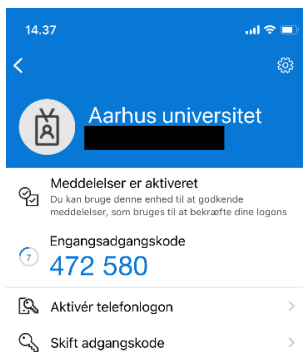 14.37
Aarhus universitet
Meddelelser er aktiveret
Du kan bruge denne enhed til at godkende
meddelelser, som bruges til at bekræfte dine logons
Engangsadgangskode
7
472 580
Aktivér telefonlogon
Skift adgangskode